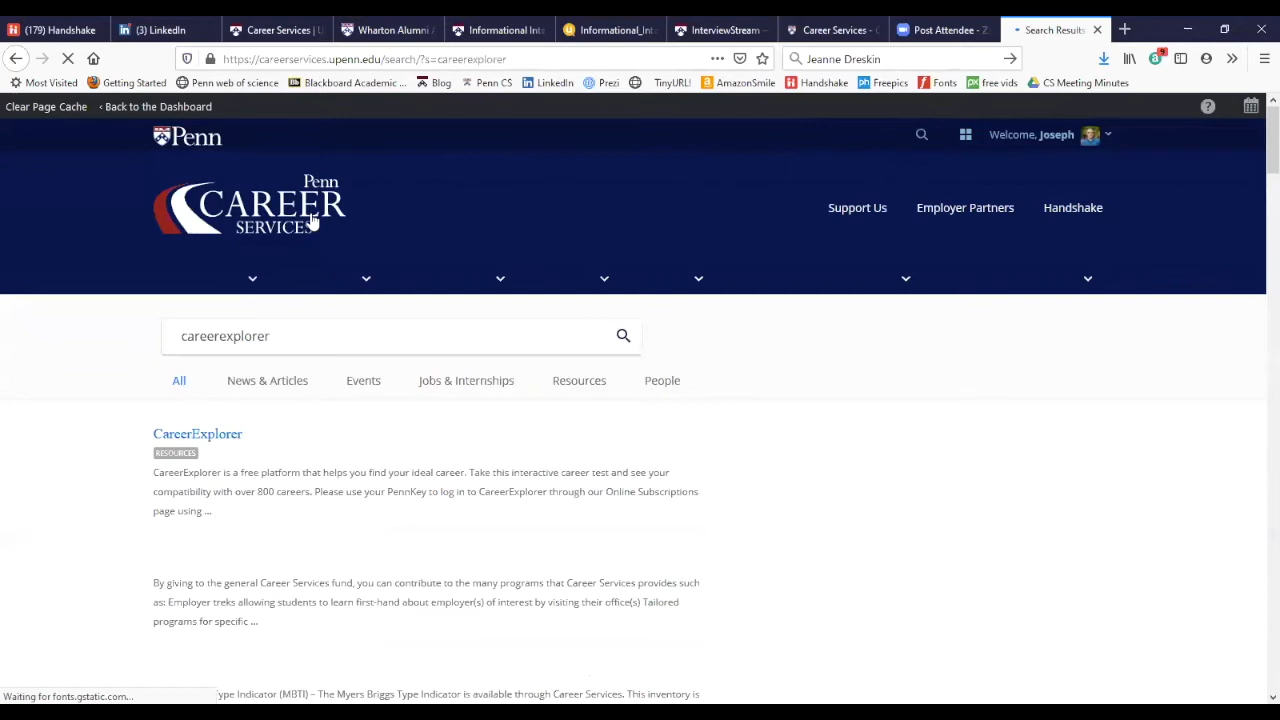 (179) Handshake
(3) LinkedIn
Career Services | U
Wharton Alumni
Informational Int
Informational_Int
InterviewStream
Career Services -
Post Attendee - Z
Search Results
https://careerservices.upenn.edu/search/?s=careerexplorer
Jeanne Dreskin
Most Visited
Getting Started
Penn web of science
Blackboard Academic ...
Blog
Penn CS
LinkedIn
Prezi
TinyURL!
AmazonSmile
Handshake
Freepics
Fonts
free vids
CS Meeting Minutes
Clear Page Cache
‹ Back to the Dashboard
Penn
Welcome, Joseph
Penn
CAREER
SERVICES
Support Us
Employer Partners
Handshake
careerexplorer
All
News & Articles
Events
Jobs & Internships
Resources
People
CareerExplorer
RESOURCES
CareerExplorer is a free platform that helps you find your ideal career. Take this interactive career test and see your
compatibility with over 800 careers. Please use your PennKey to log in to CareerExplorer through our Online Subscriptions
page using ...
By giving to the general Career Services fund, you can contribute to the many programs that Career Services provides such
as: Employer treks allowing students to learn first-hand about employer(s) of interest by visiting their office(s) Tailored
programs for specific ...
Waiting for fonts.gstatic.com...
ype Indicator (MBTI) – The Myers Briggs Type Indicator is available through Career Services. This inventory is